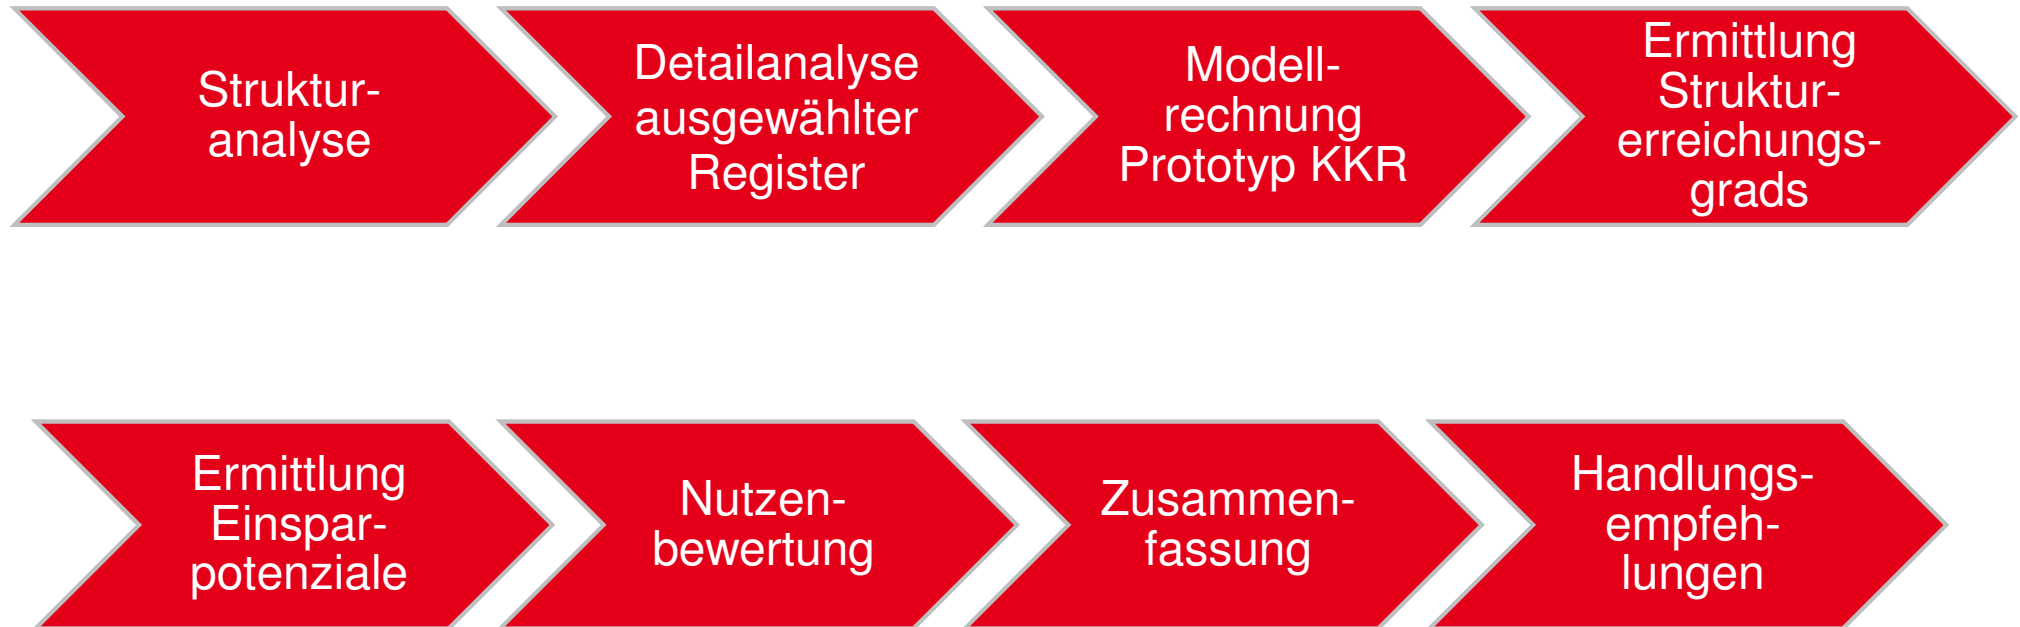 Struktur-
analyse
Detailanalyse
ausgewählter
Register
Modell-
rechnung
Prototyp KKR
Ermittlung
Struktur-
erreichungs-
grads
Ermittlung
Einspar-
potenziale
Nutzen-
bewertung
Zusammen-
fassung
Handlungs-
empfeh-
lungen